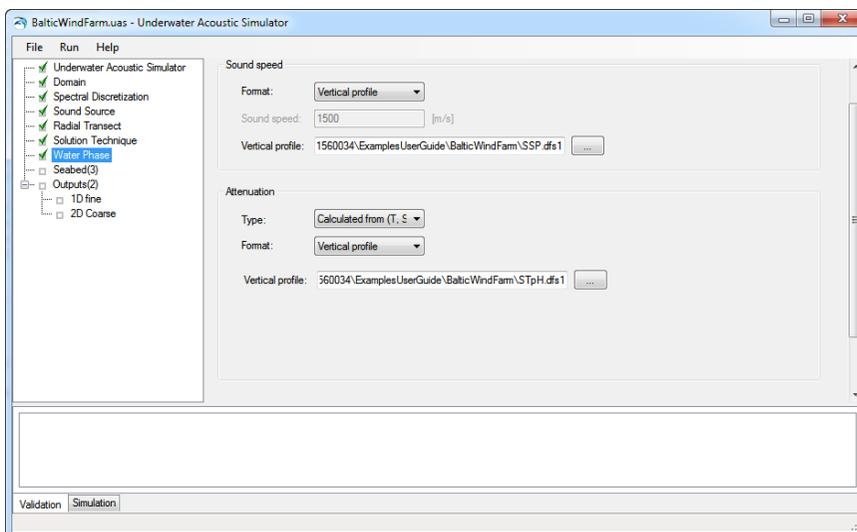 BalticWindFarm.uas - Underwater Acoustic Simulator
File Run Help
Underwater Acoustic Simulator
Domain
Spectral Discretization
Sound Source
Radial Transect
Solution Technique
Water Phase
Seabed(3)
Outputs(2)
1D fine
2D Coarse
Sound speed
Format: Vertical profile
Sound speed: 1500 [m/s]
Vertical profile: 1560034\ExamplesUserGuide\BalticWindFarm\SSP.dfs1 ...
Attenuation
Type: Calculated from (T, S
Format: Vertical profile
Vertical profile: 560034\ExamplesUserGuide\BalticWindFarm\STpH.dfs1 ...
Validation Simulation